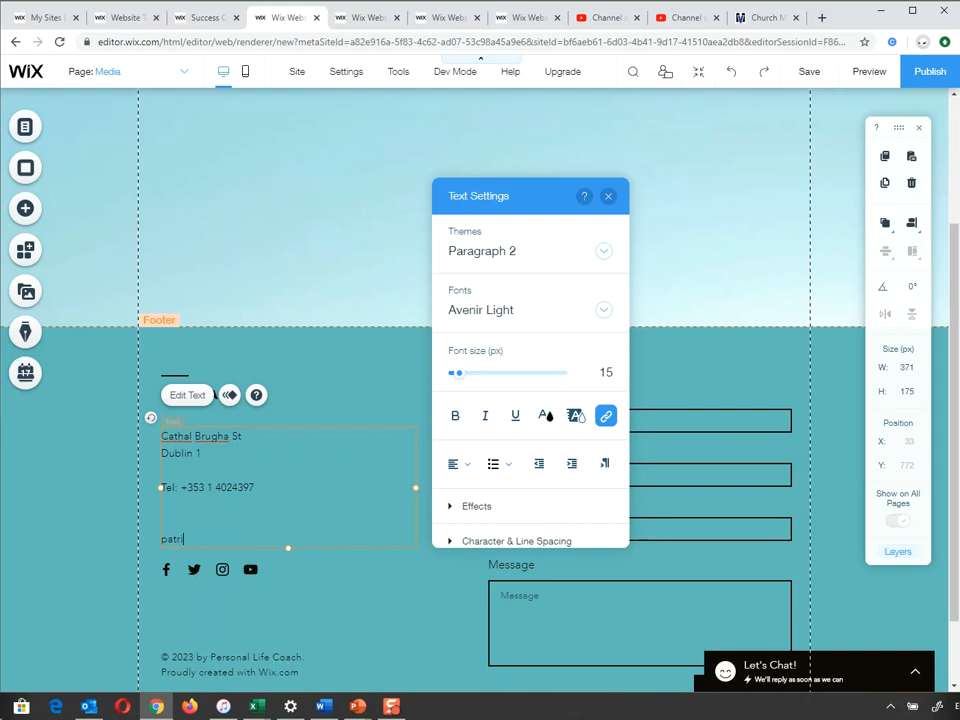 My Sites (
Website T
Success C
Wix Webs
Wix Webs
Wix Webs
Wix Webs
Channel c
Channel c
Church M
editor.wix.com/html/editor/web/renderer/new?metaSiteId=a82e916a-5f83-4c62-ad07-53c98a45a9e6&siteId=bf6aeb61-6d03-4b41-9d17-41510aea2db8&editorSessionId=F86...
WiX
Page: Media
Site
Settings
Tools
Dev Mode
Help
Upgrade
Save
Preview
Publish
Text Settings
?
Themes
Paragraph 2
Fonts
Avenir Light
Font size (px)
15
B I U A A
Effects
Character & Line Spacing
?
0°
Size (px)
W: 371
H: 175
Position
X: 33
Y: 772
Show on All
Pages
Layers
Footer
Edit Text
?
Text
Cathal Brugha St
Dublin 1
Tel: +353 1 4024397
patri
Message
Message
© 2023 by Personal Life Coach.
Proudly created with Wix.com
Let's Chat!
We'll reply as soon as we can